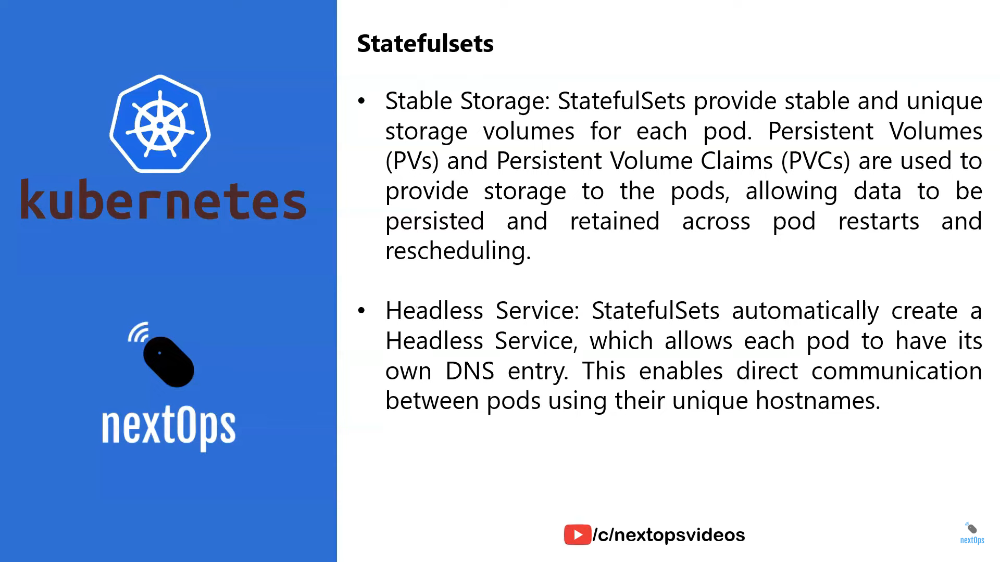 Statefulsets
• Stable Storage: StatefulSets provide stable and unique
storage volumes for each pod. Persistent Volumes
(PVs) and Persistent Volume Claims (PVCs) are used to
provide storage to the pods, allowing data to be
persisted and retained across pod restarts and
rescheduling.
• Headless Service: StatefulSets automatically create a
Headless Service, which allows each pod to have its
own DNS entry. This enables direct communication
between pods using their unique hostnames.
kubernetes
nextOps
/c/nextopsvideos
nextOps